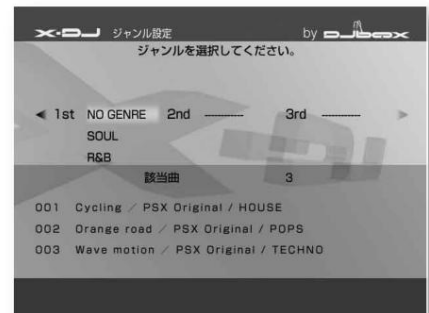 X-DJ ジャンル設定 by DJbox
ジャンルを選択してください。
◀ 1st NO GENRE 2nd ---------- 3rd ---------- ▶
SOUL
R&B
該当曲 3
001 Cycling / PSX Original / HOUSE
002 Orange road / PSX Original / POPS
003 Wave motion / PSX Original / TECHNO
X-DJ